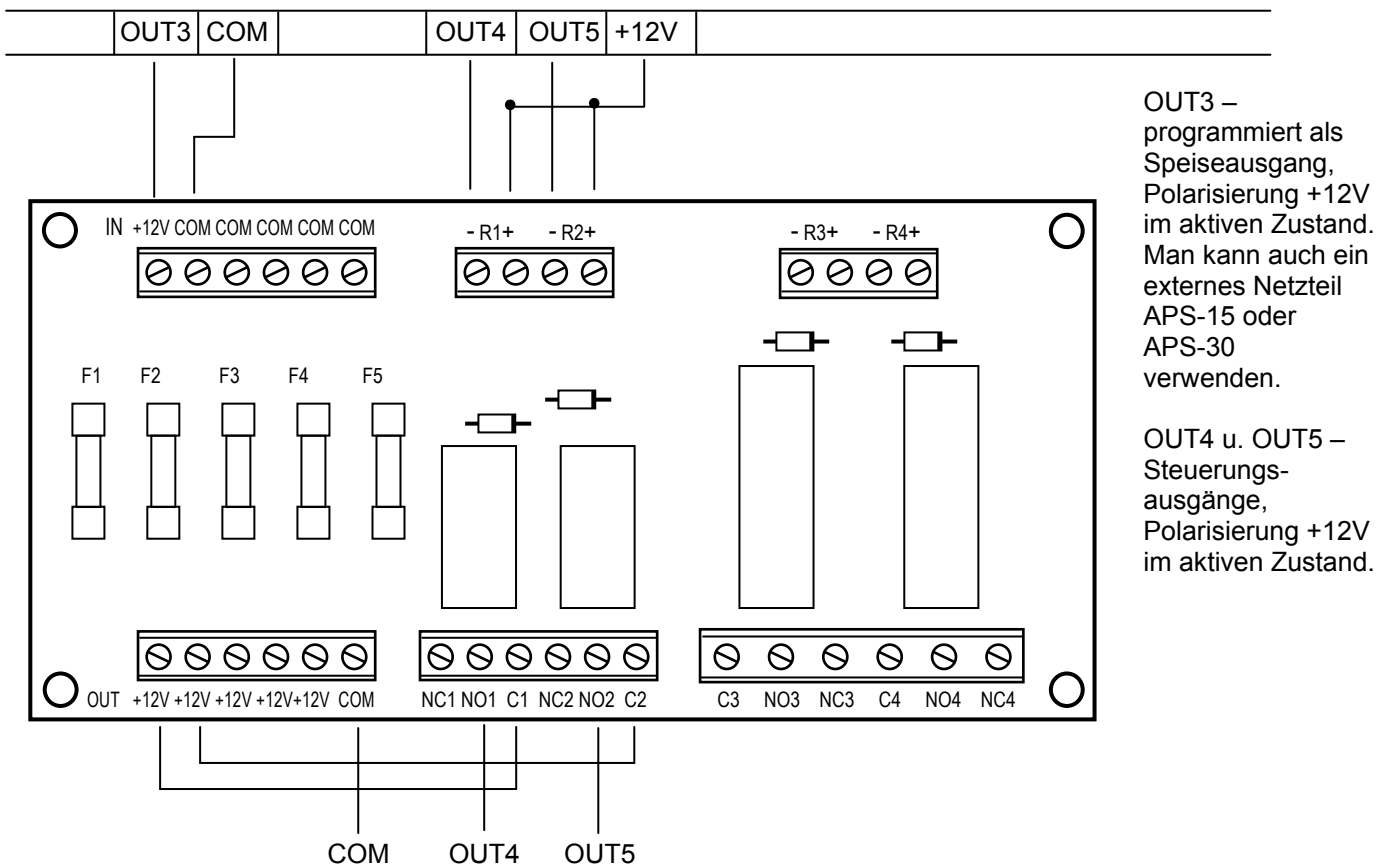 OUT3 COM OUT4 OUT5 +12V
OUT3 –
programmiert als
Speiseausgang,
Polarisierung +12V
im aktiven Zustand.
Man kann auch ein
externes Netzteil
APS-15 oder
APS-30
verwenden.
OUT4 u. OUT5 –
Steuerungs-
ausgänge,
Polarisierung +12V
im aktiven Zustand.
IN +12V COM COM COM COM COM - R1+ - R2+ - R3+ - R4+
F1 F2 F3 F4 F5
OUT +12V +12V +12V +12V+12V COM NC1 NO1 C1 NC2 NO2 C2 C3 NO3 NC3 C4 NO4 NC4
COM OUT4 OUT5